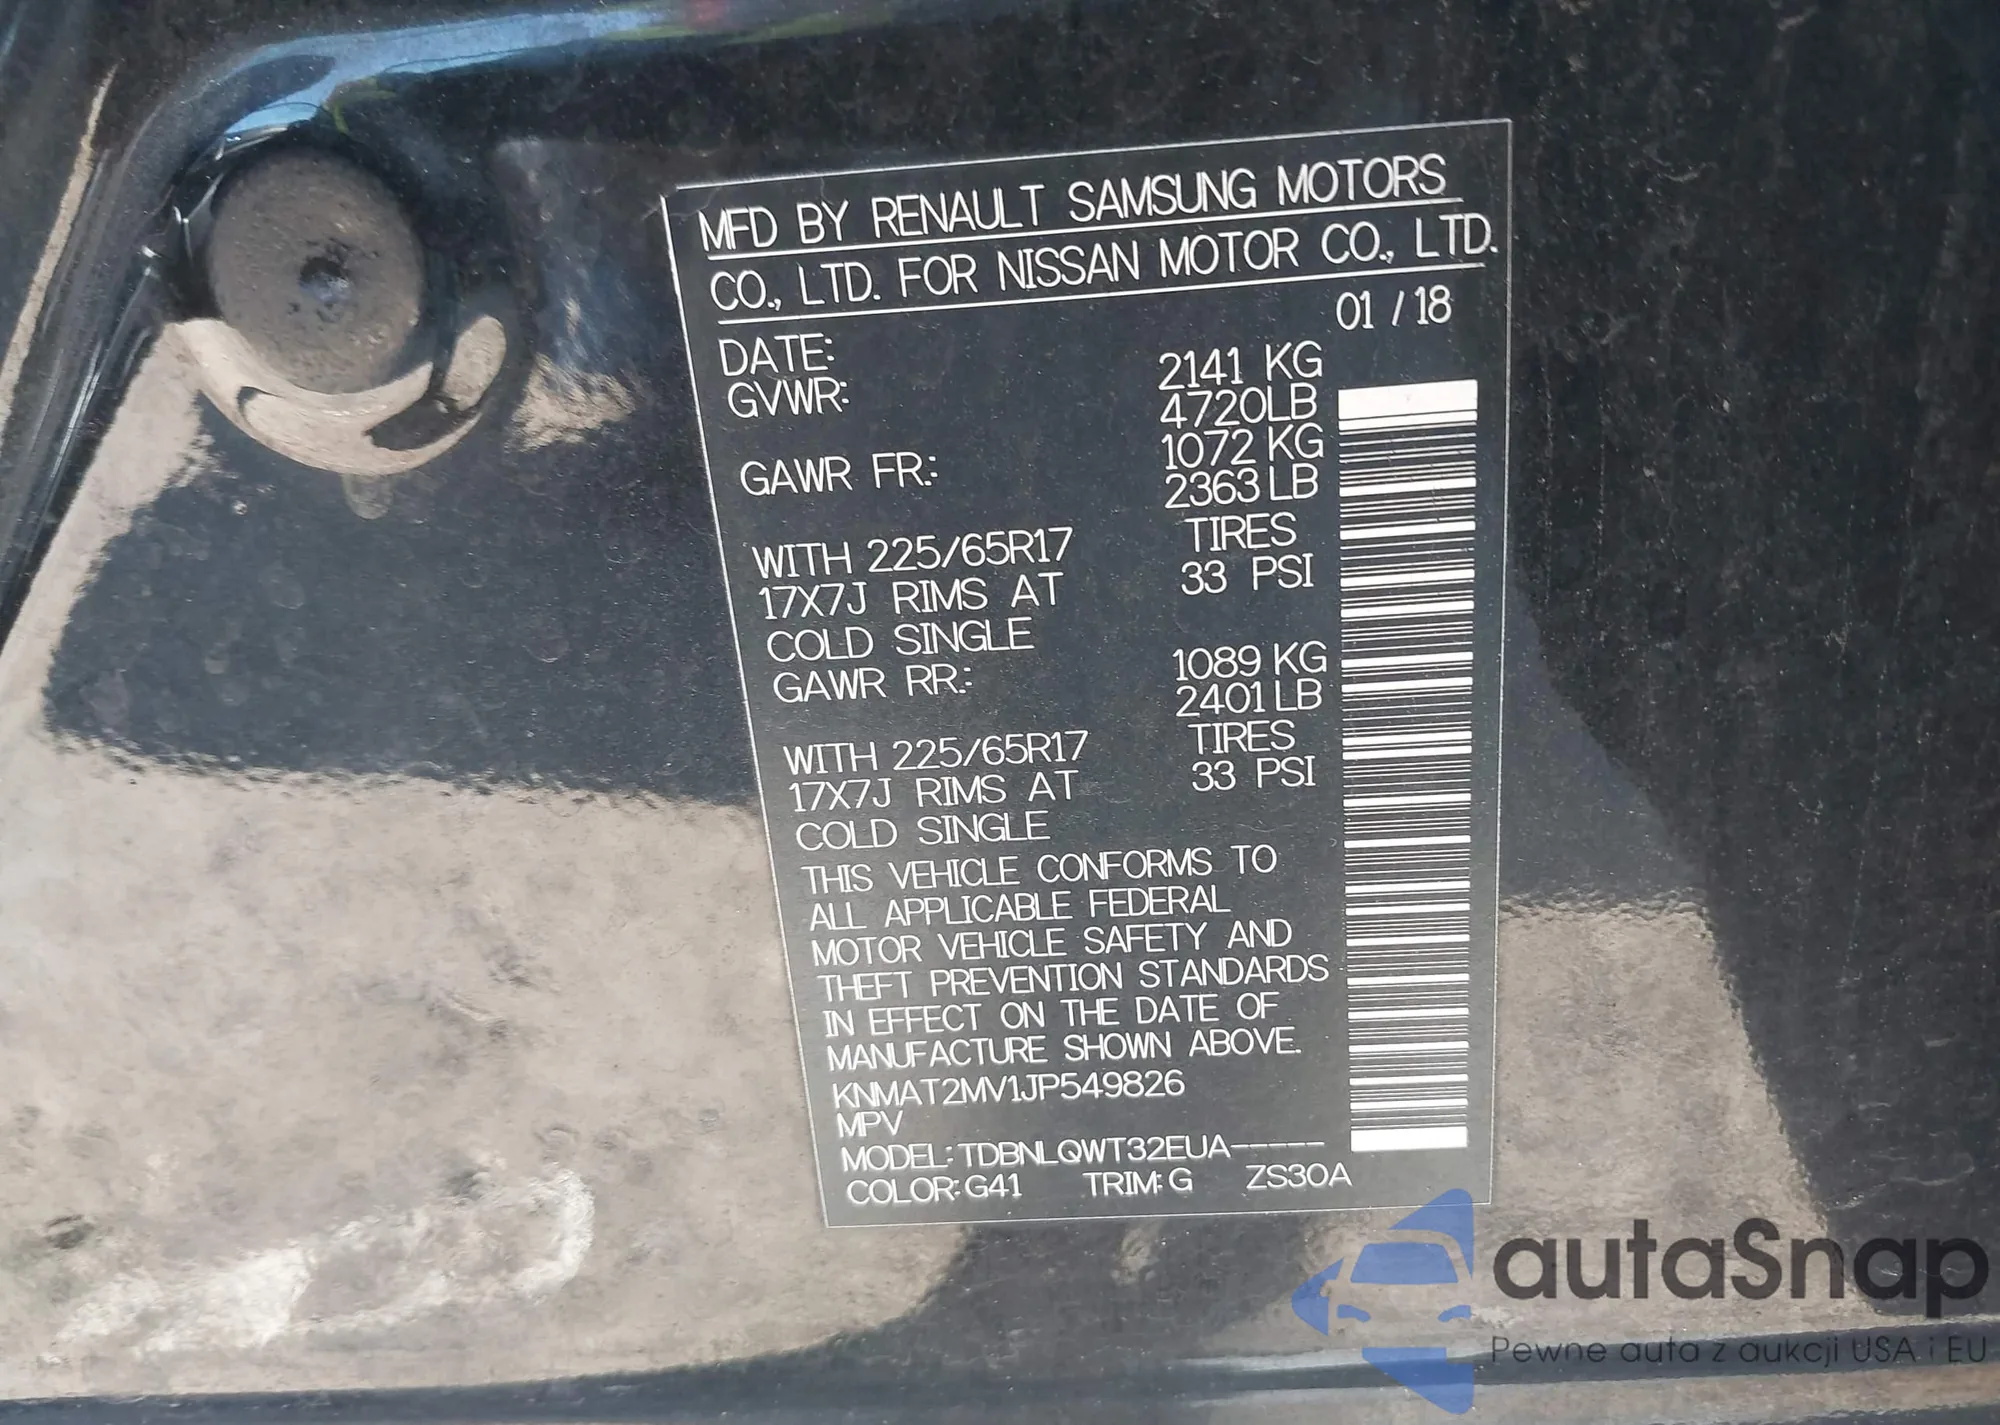 MFD BY RENAULT SAMSUNG MOTORS
CO., LTD. FOR NISSAN MOTOR CO., LTD.
DATE: 01 / 18
GVWR: 2141 KG
4720LB
GAWR FR.: 1072 KG
2363LB
WITH 225/65R17 TIRES
17X7J RIMS AT 33 PSI
COLD SINGLE
GAWR RR.: 1089 KG
2401LB
WITH 225/65R17 TIRES
17X7J RIMS AT 33 PSI
COLD SINGLE
THIS VEHICLE CONFORMS TO
ALL APPLICABLE FEDERAL
MOTOR VEHICLE SAFETY AND
THEFT PREVENTION STANDARDS
IN EFFECT ON THE DATE OF
MANUFACTURE SHOWN ABOVE.
KNMAT2MV1JP549826
MPV
MODEL: TDBNLQWT32EUA-----
COLOR: G41 TRIM: G ZS30A
autaSnap
Pewne auta z aukcji USA i EU